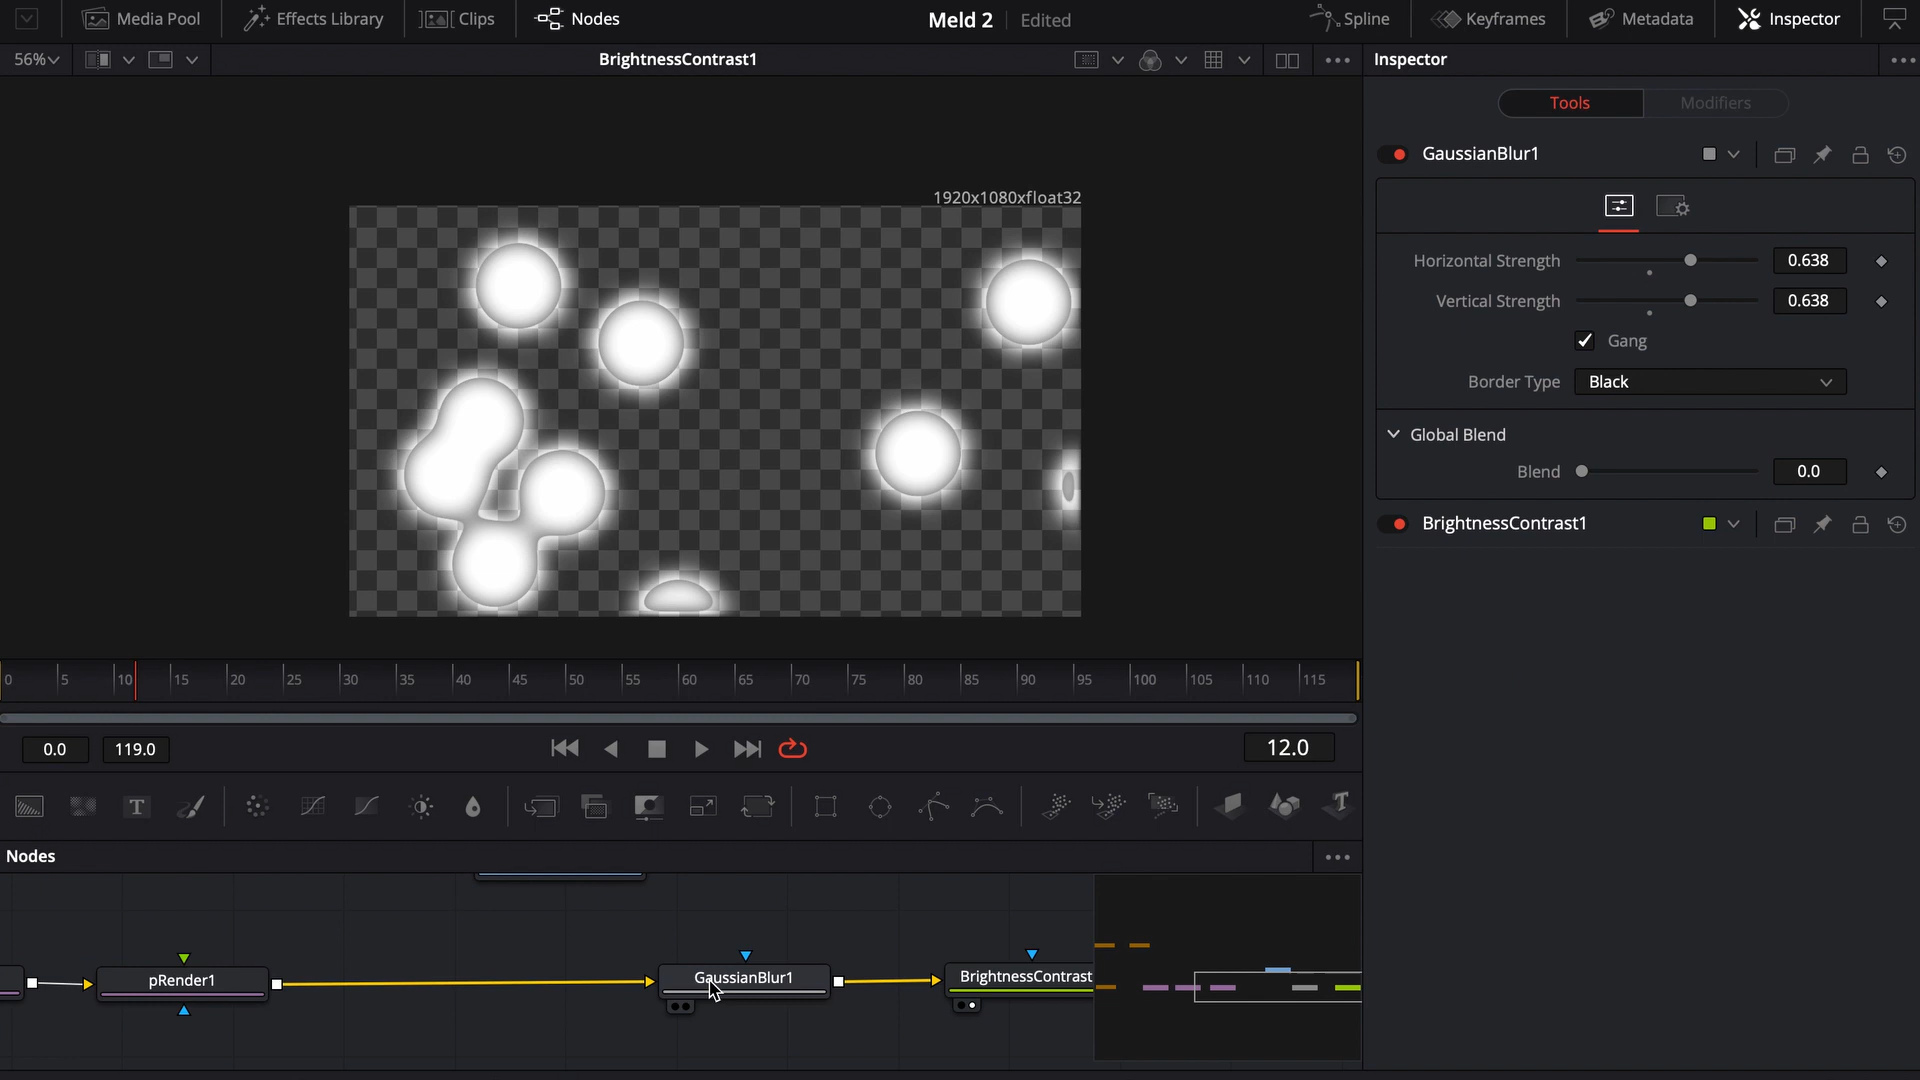 Media Pool
Effects Library
Clips
Nodes
Meld 2
Edited
Spline
Keyframes
Metadata
Inspector
56%
BrightnessContrast1
Inspector
Tools
Modifiers
GaussianBlur1
1920x1080xfloat32
Horizontal Strength
0.638
Vertical Strength
0.638
Gang
Border Type
Black
Global Blend
Blend
0.0
BrightnessContrast1
0 5 10 15 20 25 30 35 40 45 50 55 60 65 70 75 80 85 90 95 100 105 110 115
0.0
119.0
12.0
T
T
Nodes
pRender1
GaussianBlur1
BrightnessContrast